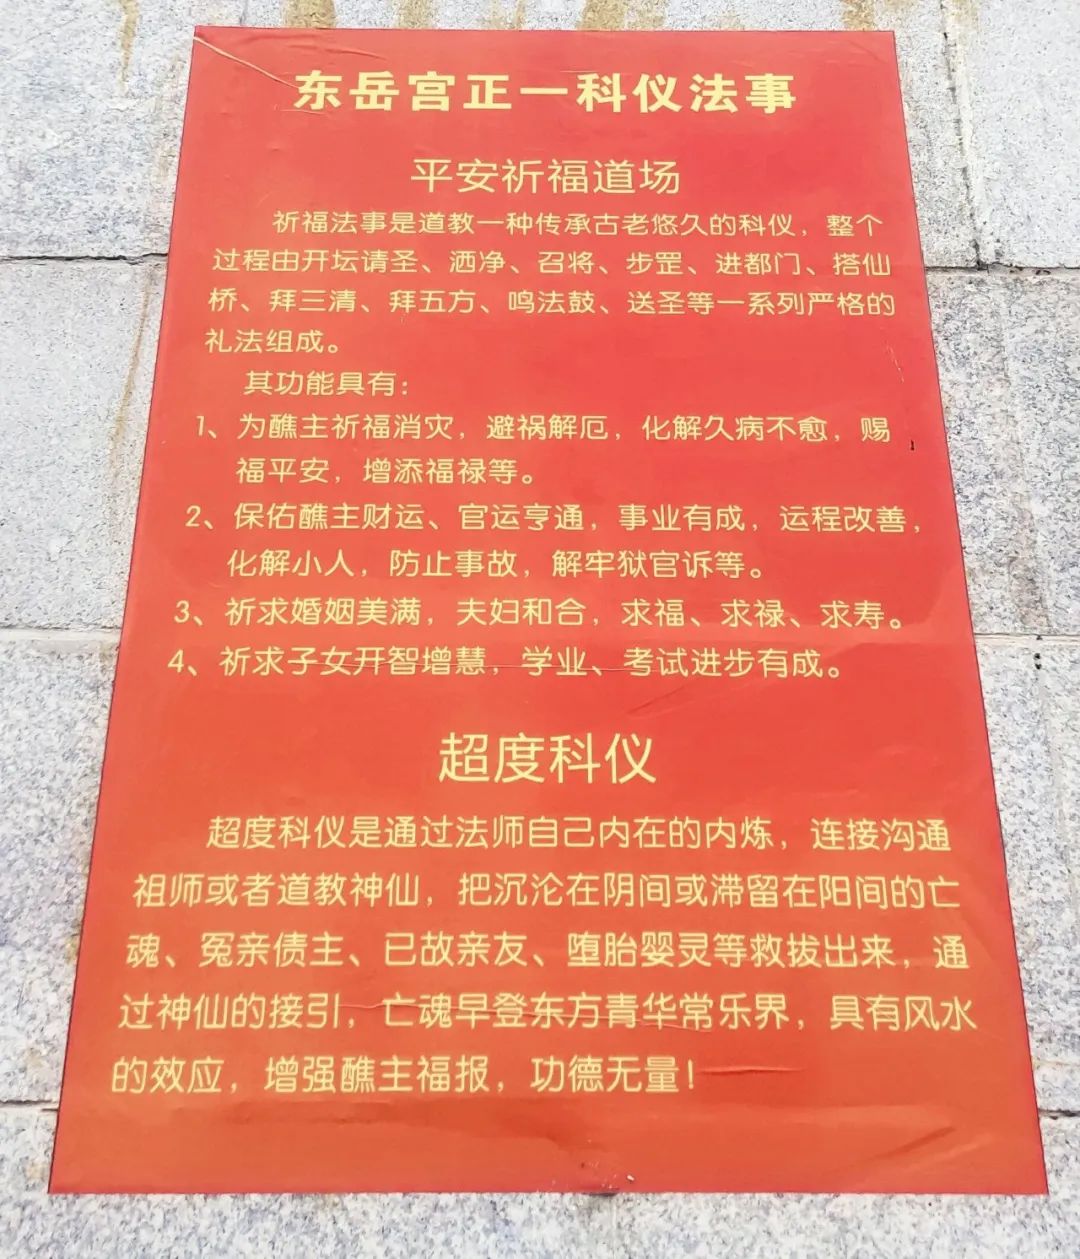 东岳宫正一科仪法事
平安祈福道场
祈福法事是道教一种传承古老悠久的科仪，整个
过程由开坛请圣、洒净、召将、步罡、进都门、搭仙
桥、拜三清、拜五方、鸣法鼓、送圣等一系列严格的
礼法组成。
其功能具有：
1、为醮主祈福消灾，避祸解厄，化解久病不愈，赐
福平安，增添福禄等。
2、保佑醮主财运、官运亨通，事业有成，运程改善，
化解小人，防止事故，解牢狱官诉等。
3、祈求婚姻美满，夫妇和合，求福、求禄、求寿。
4、祈求子女开智增慧，学业、考试进步有成。
超度科仪
超度科仪是通过法师自己内在的内炼，连接沟通
祖师或者道教神仙，把沉沦在阴间或滞留在阳间的亡
魂、冤亲债主、已故亲友、堕胎婴灵等救拔出来，通
过神仙的接引，亡魂早登东方青华常乐界，具有风水
的效应，增强醮主福报，功德无量！